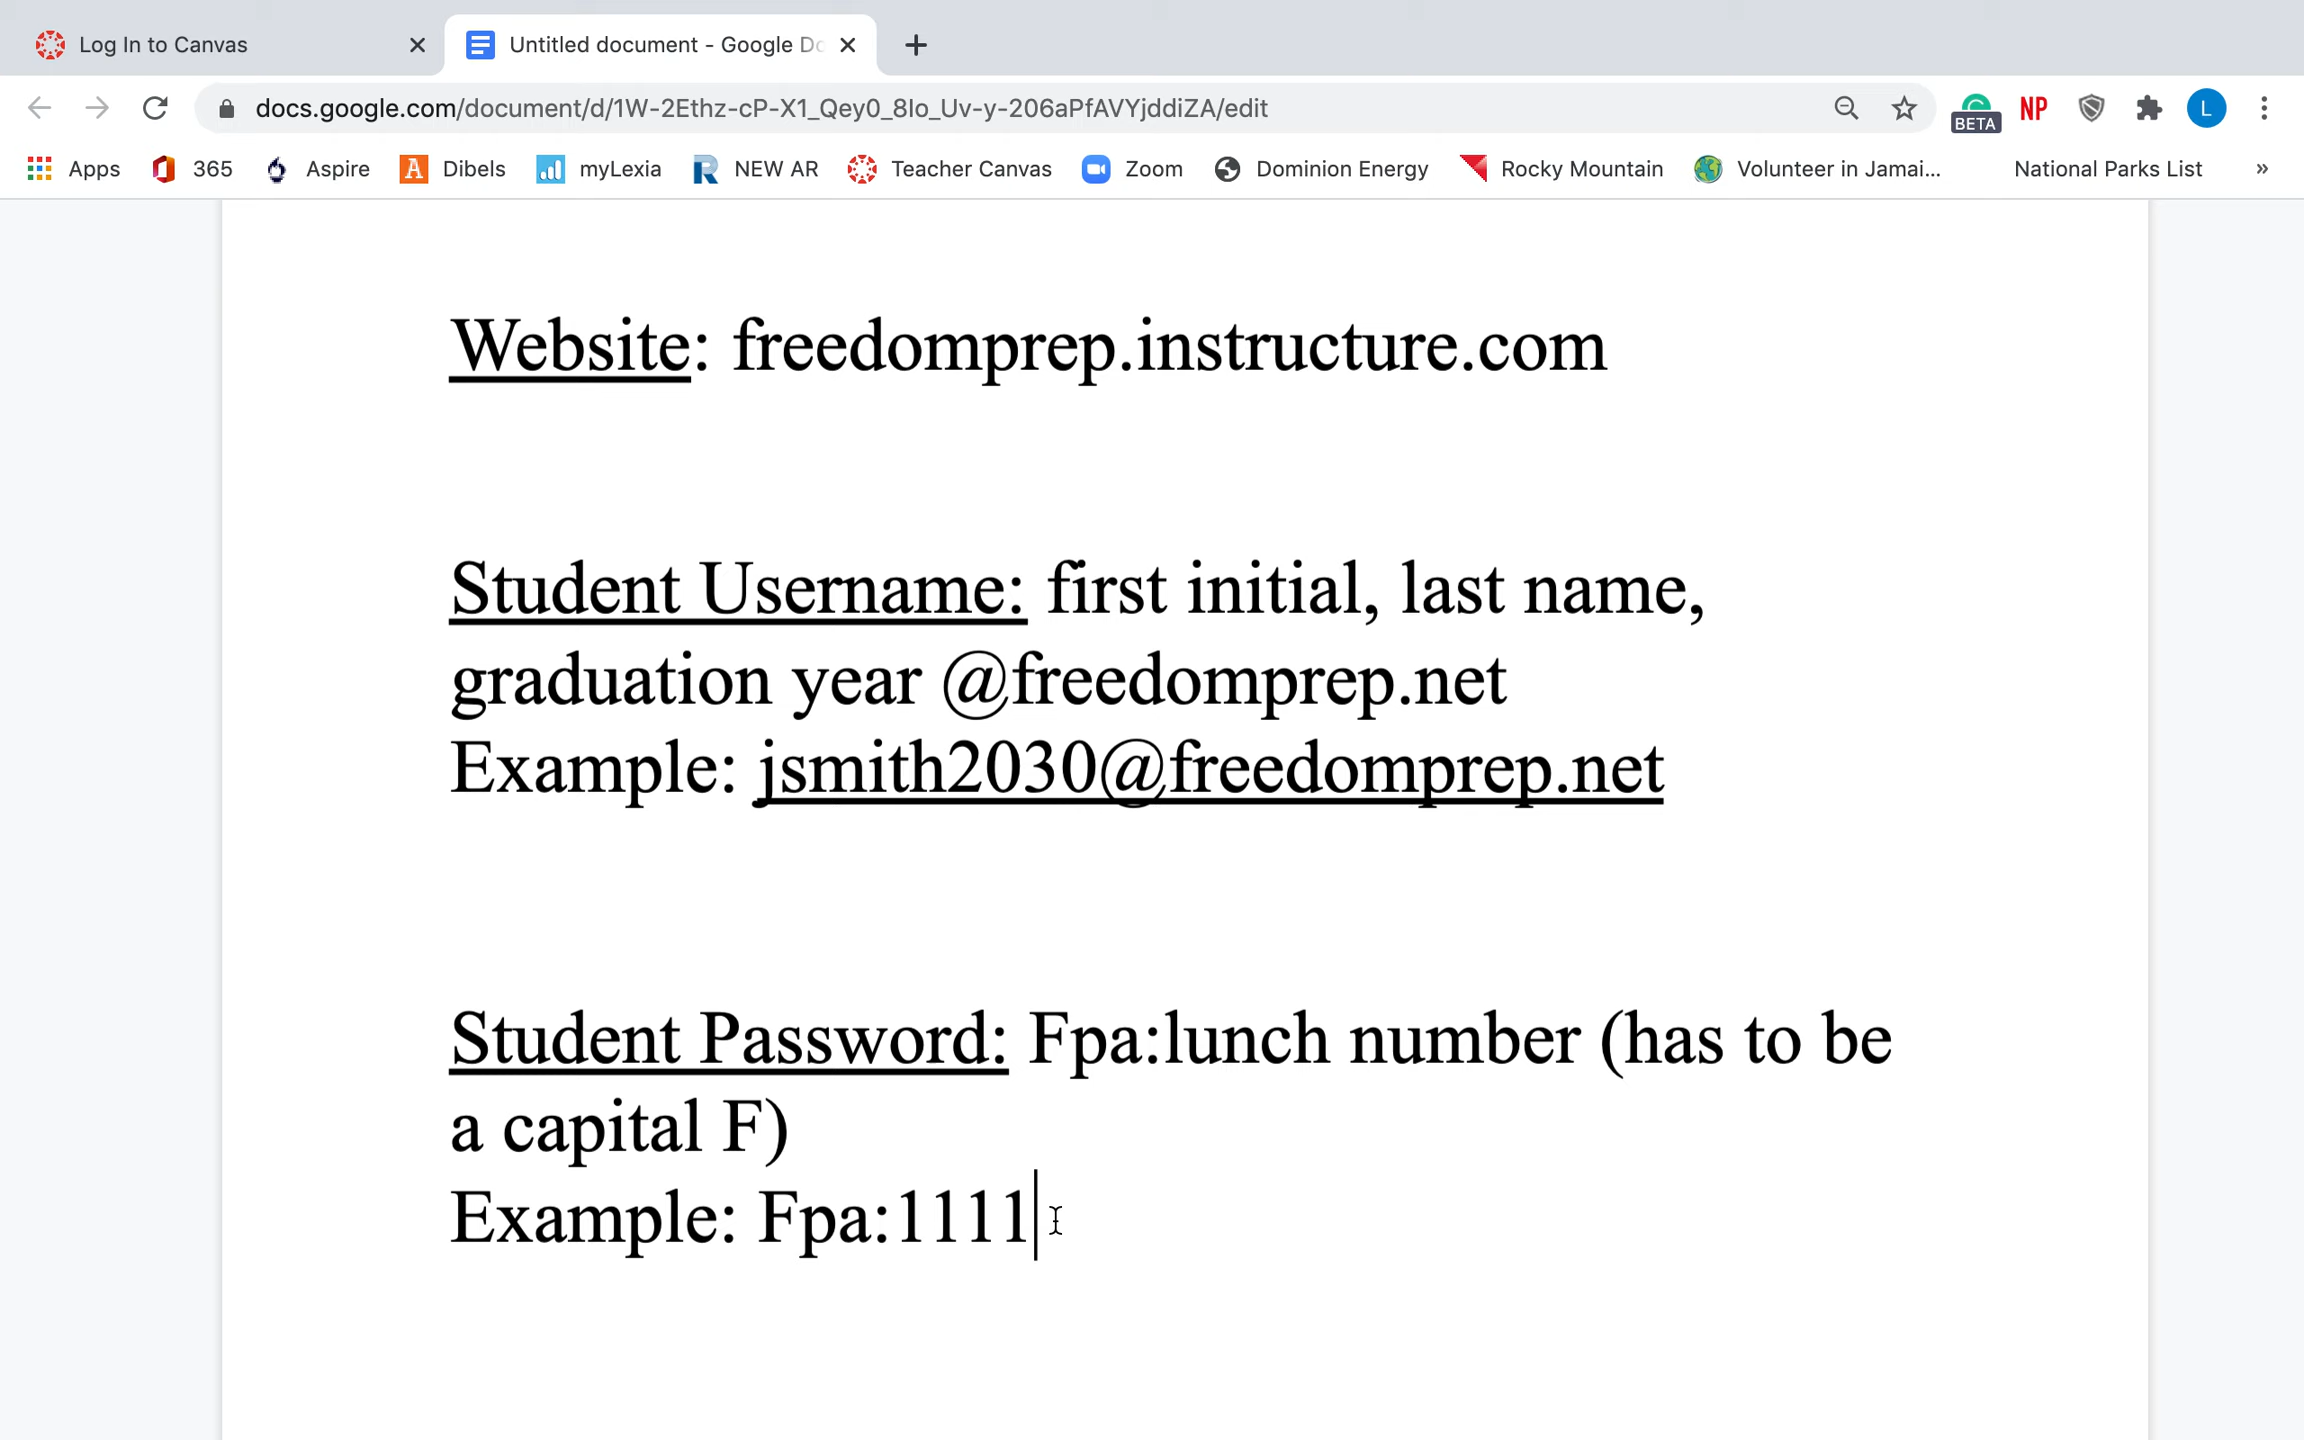 Log In to Canvas
Untitled document - Google Do
docs.google.com/document/d/1W-2Ethz-cP-X1_Qey0_8lo_Uv-y-206aPfAVYjddiZA/edit
BETA
NP
L
Apps 365 Aspire Dibels myLexia NEW AR Teacher Canvas Zoom Dominion Energy Rocky Mountain Volunteer in Jamai... National Parks List »
Website: freedomprep.instructure.com
Student Username: first initial, last name,
graduation year @freedomprep.net
Example: jsmith2030@freedomprep.net
Student Password: Fpa:lunch number (has to be
a capital F)
Example: Fpa:1111